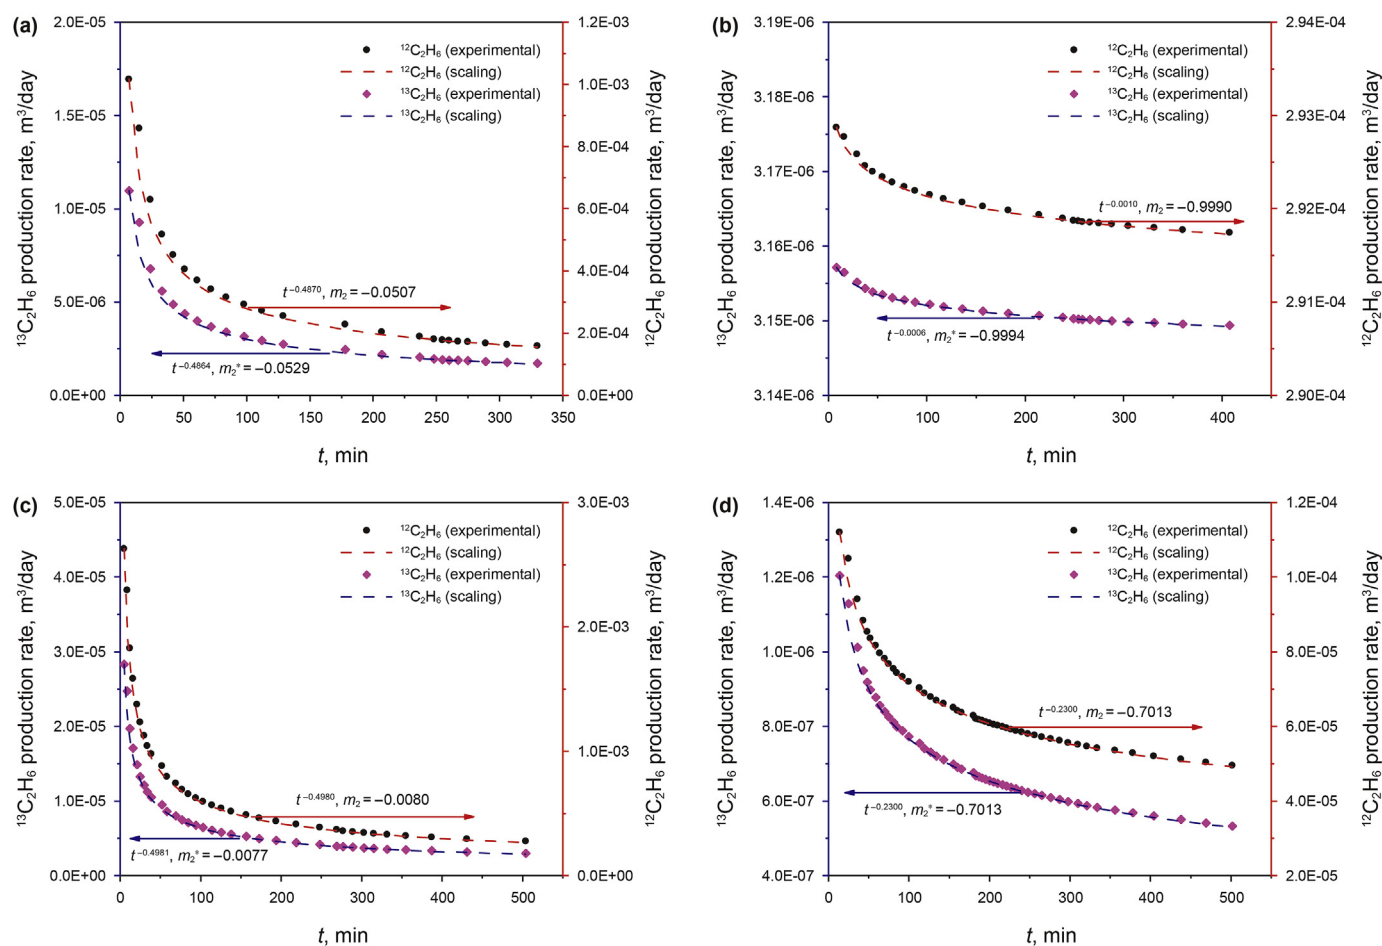 (a)
2.0E-05
1.5E-05
1.0E-05
5.0E-06
0.0E+00
1.2E-03
1.0E-03
8.0E-04
6.0E-04
4.0E-04
2.0E-04
0.0E+00
¹³C₂H₆ production rate, m³/day
¹²C₂H₆ production rate, m³/day
¹²C₂H₆ (experimental)
¹²C₂H₆ (scaling)
¹³C₂H₆ (experimental)
¹³C₂H₆ (scaling)
t⁻⁰·⁴⁸⁷⁰, m₂ = −0.0507
t⁻⁰·⁴⁸⁶⁴, m₂* = −0.0529
0 50 100 150 200 250 300 350
t, min
(b)
3.19E-06
3.18E-06
3.17E-06
3.16E-06
3.15E-06
3.14E-06
2.94E-04
2.93E-04
2.92E-04
2.91E-04
2.90E-04
¹³C₂H₆ production rate, m³/day
¹²C₂H₆ production rate, m³/day
¹²C₂H₆ (experimental)
¹²C₂H₆ (scaling)
¹³C₂H₆ (experimental)
¹³C₂H₆ (scaling)
t⁻⁰·⁰⁰¹⁰, m₂ = −0.9990
t⁻⁰·⁰⁰⁰⁶, m₂* = −0.9994
0 100 200 300 400
t, min
(c)
5.0E-05
4.0E-05
3.0E-05
2.0E-05
1.0E-05
0.0E+00
3.0E-03
2.0E-03
1.0E-03
0.0E+00
¹³C₂H₆ production rate, m³/day
¹²C₂H₆ production rate, m³/day
¹²C₂H₆ (experimental)
¹²C₂H₆ (scaling)
¹³C₂H₆ (experimental)
¹³C₂H₆ (scaling)
t⁻⁰·⁴⁹⁸⁰, m₂ = −0.0080
t⁻⁰·⁴⁹⁸¹, m₂* = −0.0077
0 100 200 300 400 500
t, min
(d)
1.4E-06
1.2E-06
1.0E-06
8.0E-07
6.0E-07
4.0E-07
1.2E-04
1.0E-04
8.0E-05
6.0E-05
4.0E-05
2.0E-05
¹³C₂H₆ production rate, m³/day
¹²C₂H₆ production rate, m³/day
¹²C₂H₆ (experimental)
¹²C₂H₆ (scaling)
¹³C₂H₆ (experimental)
¹³C₂H₆ (scaling)
t⁻⁰·²³⁰⁰, m₂ = −0.7013
t⁻⁰·²³⁰⁰, m₂* = −0.7013
0 100 200 300 400 500
t, min